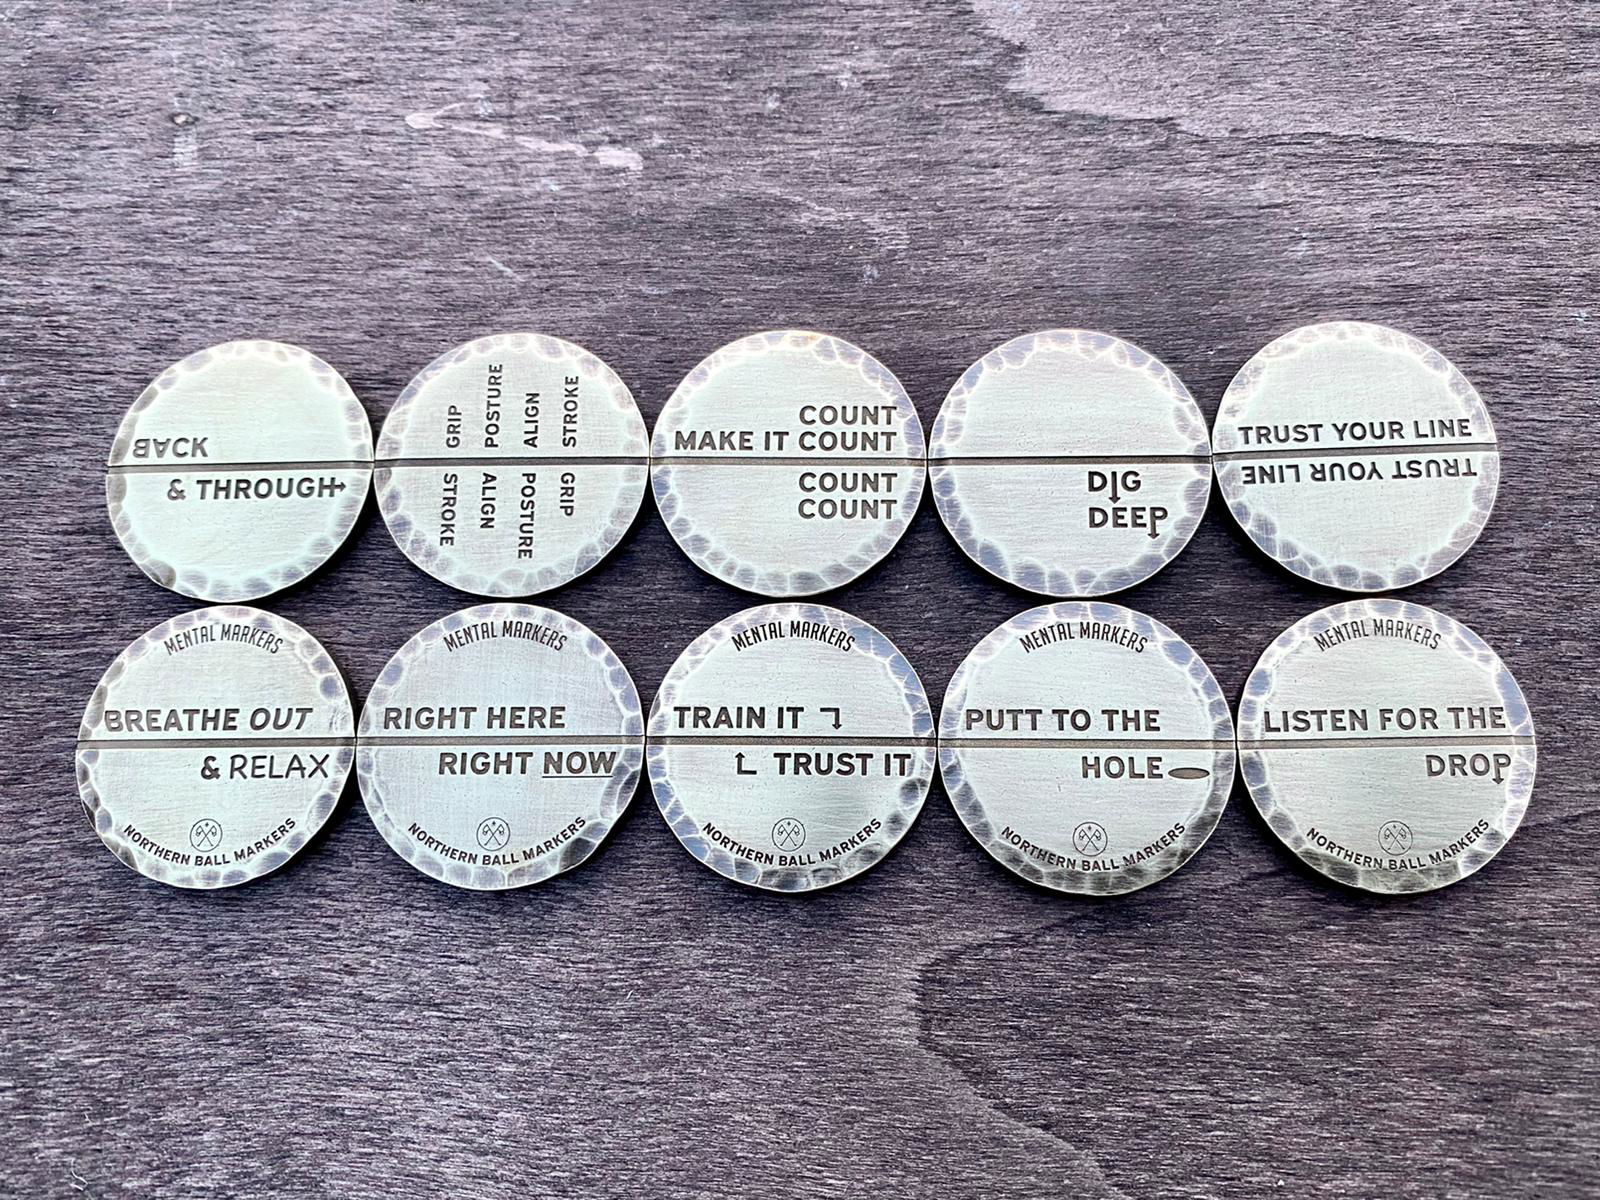 BACK
& THROUGH→
GRIP
POSTURE
ALIGN
STROKE
STROKE
ALIGN
POSTURE
GRIP
COUNT
MAKE IT COUNT
COUNT
COUNT
DIG
DEEP
TRUST YOUR LINE
TRUST YOUR LINE
MENTAL MARKERS
BREATHE OUT
& RELAX
NORTHERN BALL MARKERS
MENTAL MARKERS
RIGHT HERE
RIGHT NOW
NORTHERN BALL MARKERS
MENTAL MARKERS
TRAIN IT
TRUST IT
NORTHERN BALL MARKERS
MENTAL MARKERS
PUTT TO THE
HOLE
NORTHERN BALL MARKERS
MENTAL MARKERS
LISTEN FOR THE
DROP
NORTHERN BALL MARKERS